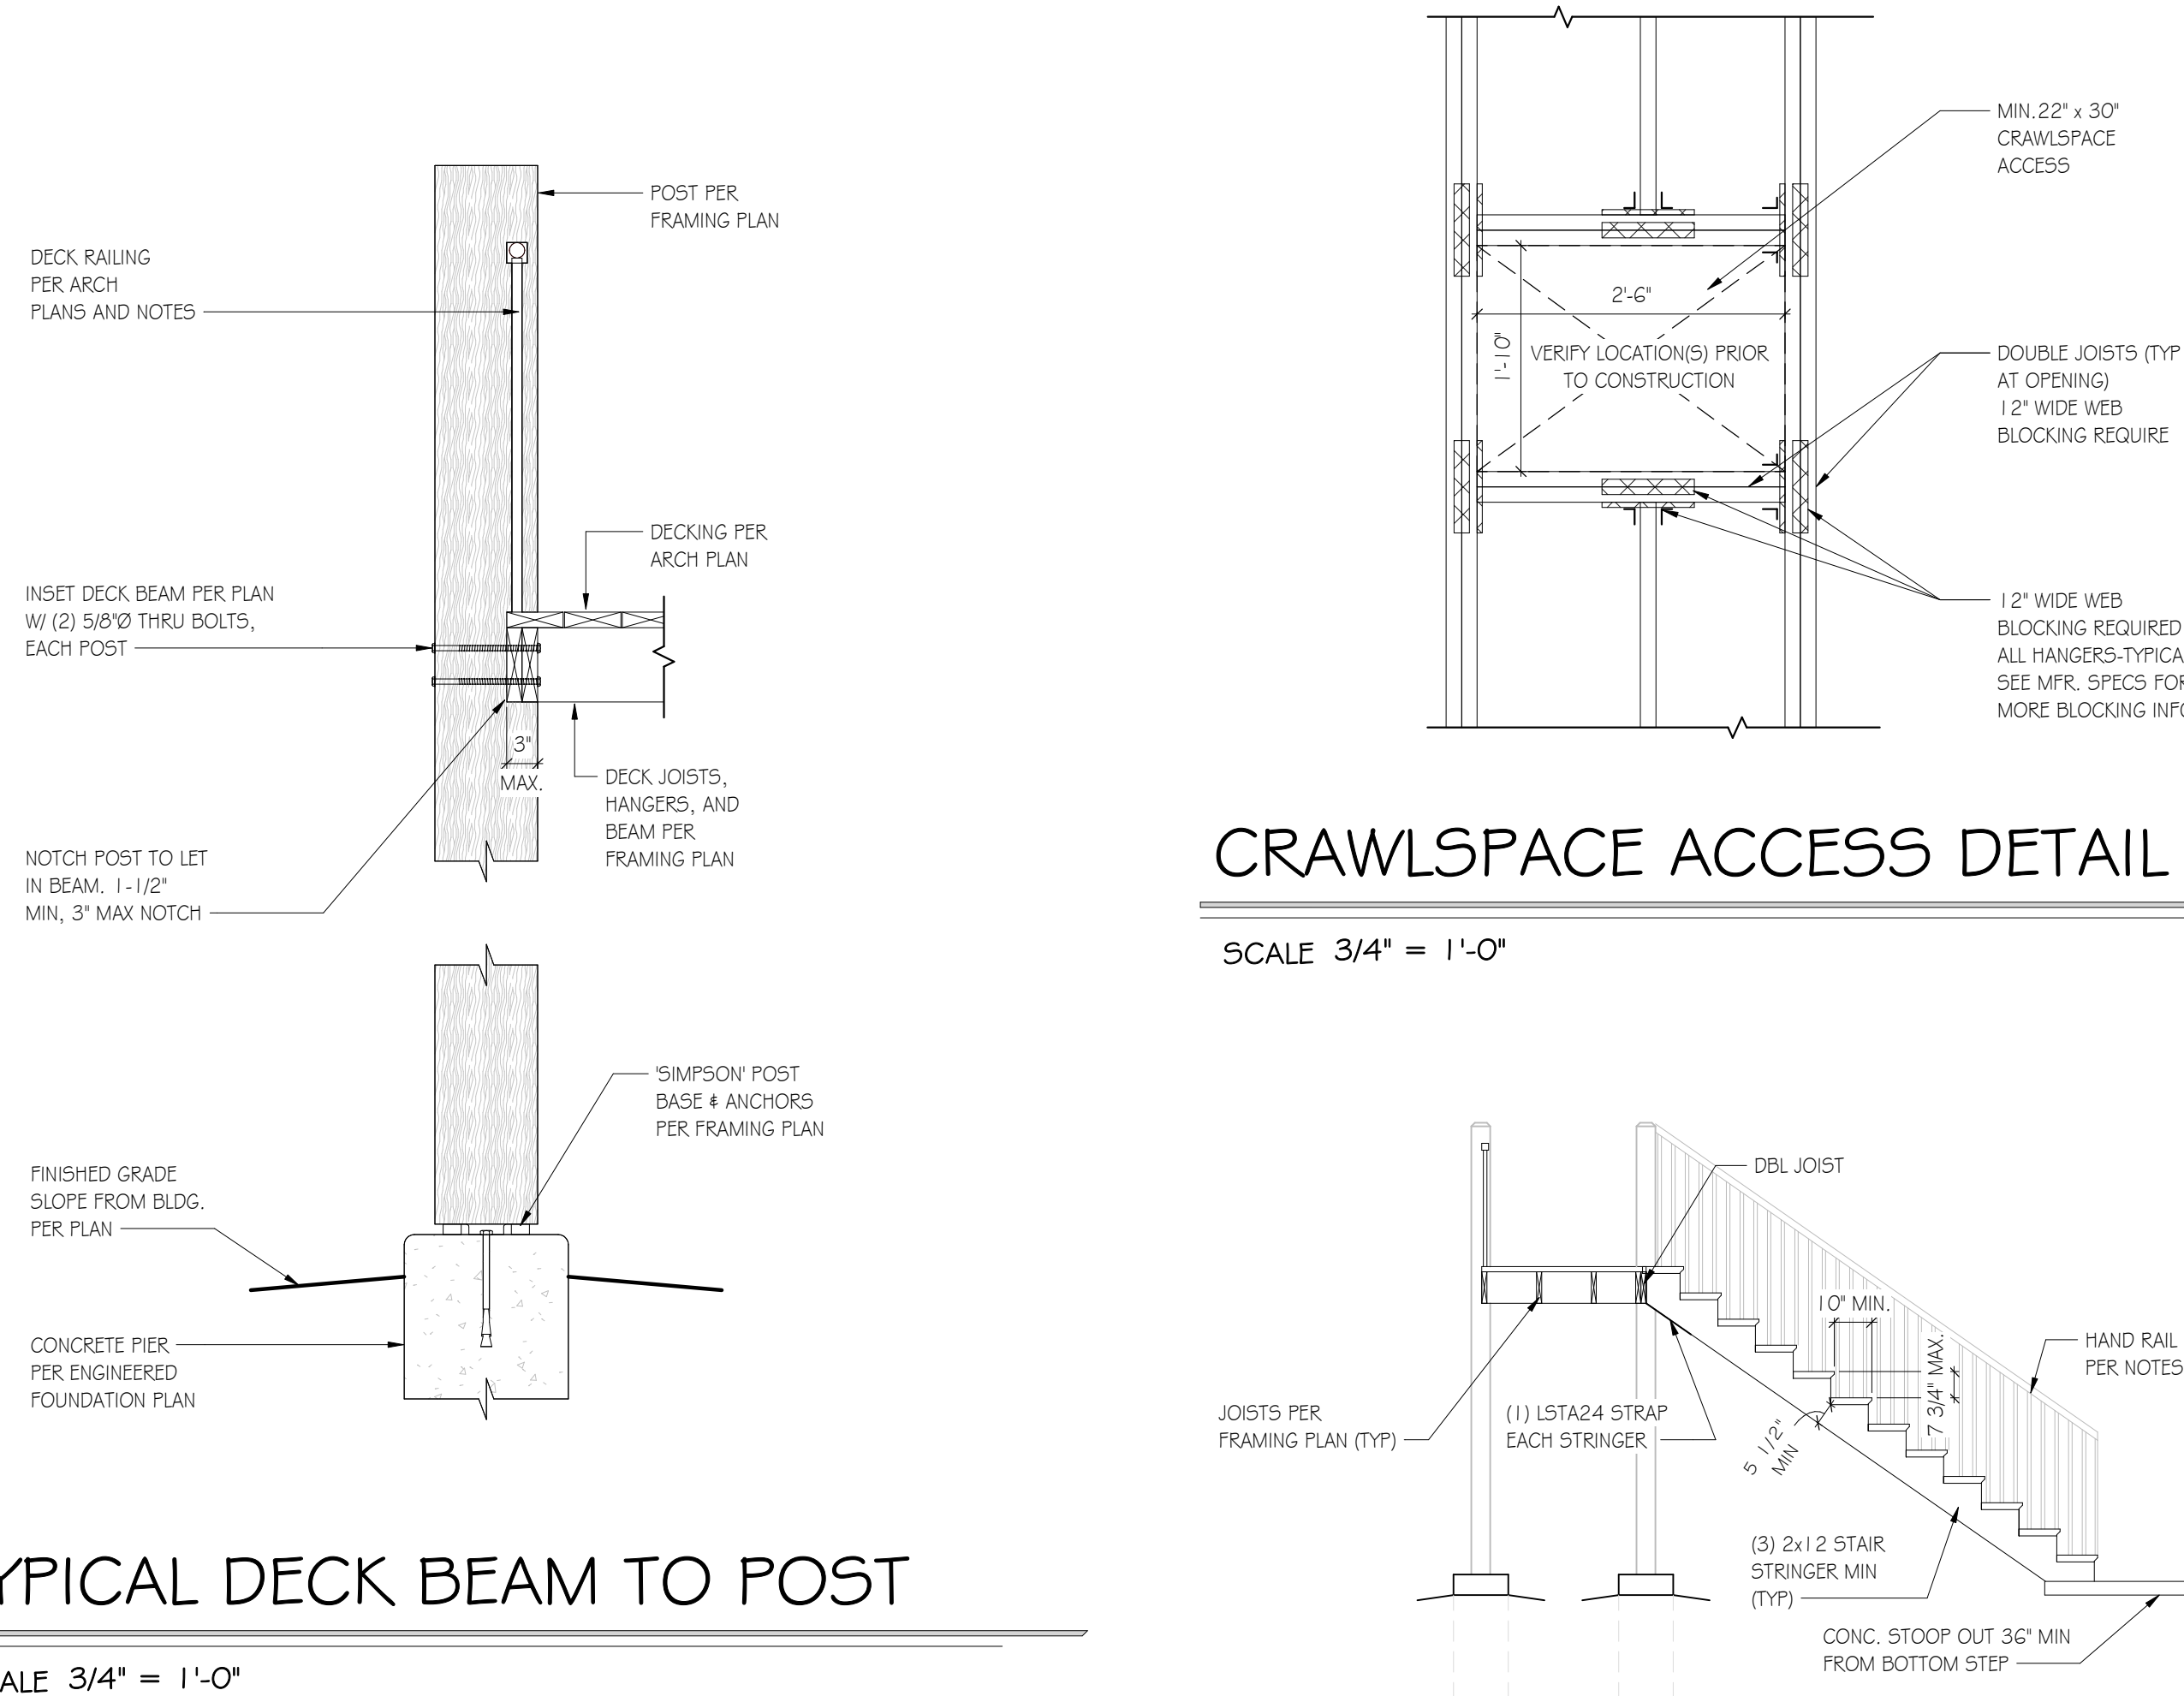 POST PER
FRAMING PLAN
DECK RAILING
PER ARCH
PLANS AND NOTES
DECKING PER
ARCH PLAN
INSET DECK BEAM PER PLAN
W/ (2) 5/8"Ø THRU BOLTS,
EACH POST
3"
MAX.
DECK JOISTS,
HANGERS, AND
BEAM PER
FRAMING PLAN
NOTCH POST TO LET
IN BEAM. 1-1/2"
MIN, 3" MAX NOTCH
'SIMPSON' POST
BASE & ANCHORS
PER FRAMING PLAN
FINISHED GRADE
SLOPE FROM BLDG.
PER PLAN
CONCRETE PIER
PER ENGINEERED
FOUNDATION PLAN
YPICAL DECK BEAM TO POST
ALE 3/4" = 1'-0"
MIN.22" x 30"
CRAWLSPACE
ACCESS
2'-6"
1'-10"
VERIFY LOCATION(S) PRIOR
TO CONSTRUCTION
DOUBLE JOISTS (TYP
AT OPENING)
12" WIDE WEB
BLOCKING REQUIRE
12" WIDE WEB
BLOCKING REQUIRED
ALL HANGERS-TYPICA
SEE MFR. SPECS FOR
MORE BLOCKING INFO
CRAWLSPACE ACCESS DETAIL
SCALE 3/4" = 1'-0"
DBL JOIST
10" MIN.
7 3/4" MAX.
HAND RAIL
PER NOTES
JOISTS PER
FRAMING PLAN (TYP)
(1) LSTA24 STRAP
EACH STRINGER
5 1/2"
MIN
(3) 2x12 STAIR
STRINGER MIN
(TYP)
CONC. STOOP OUT 36" MIN
FROM BOTTOM STEP